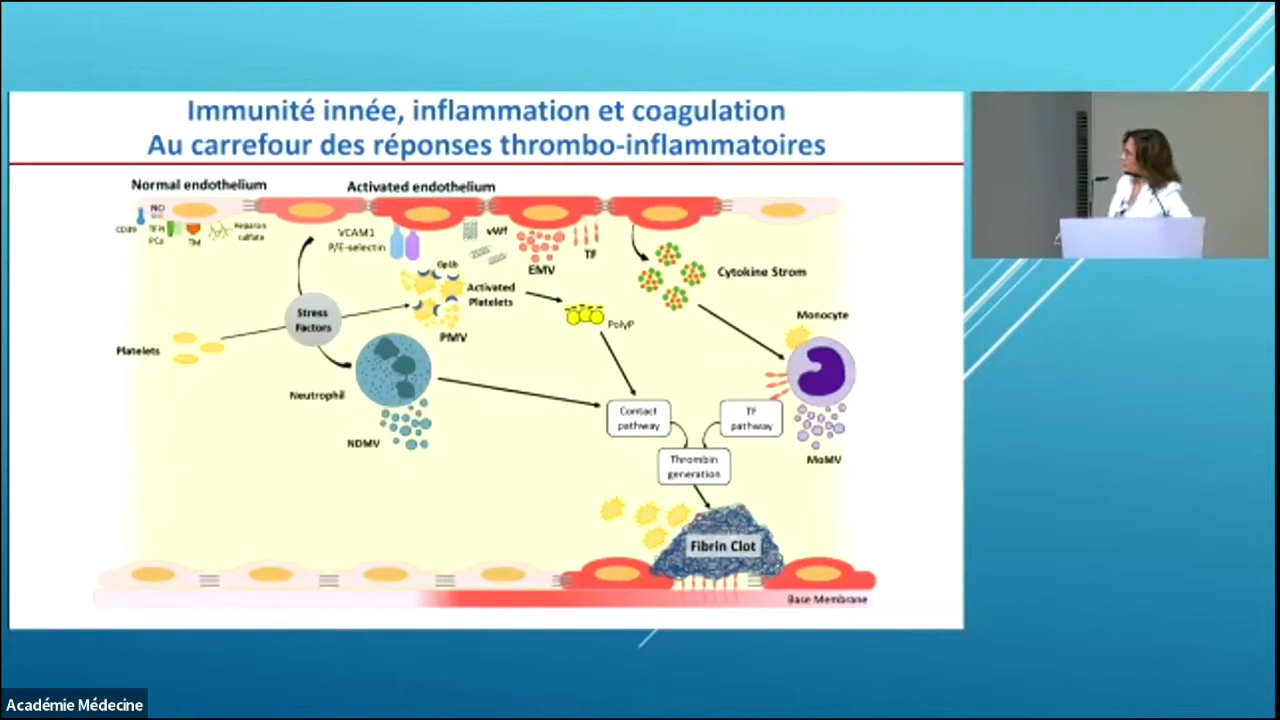 Immunité innée, inflammation et coagulation
Au carrefour des réponses thrombo-inflammatoires
Normal endothelium
Activated endothelium
NO
CD39
TFPI
PCs
TM
Heparan
sulfate
VCAM1
P/E-selectin
vWf
EMV
TF
GpIb
Activated
Platelets
PMV
Cytokine Strom
Stress
Factors
Platelets
PolyP
Monocyte
Neutrophil
NDMV
Contact
pathway
TF
pathway
MoMV
Thrombin
generation
Fibrin Clot
Base Membrane
Académie Médecine